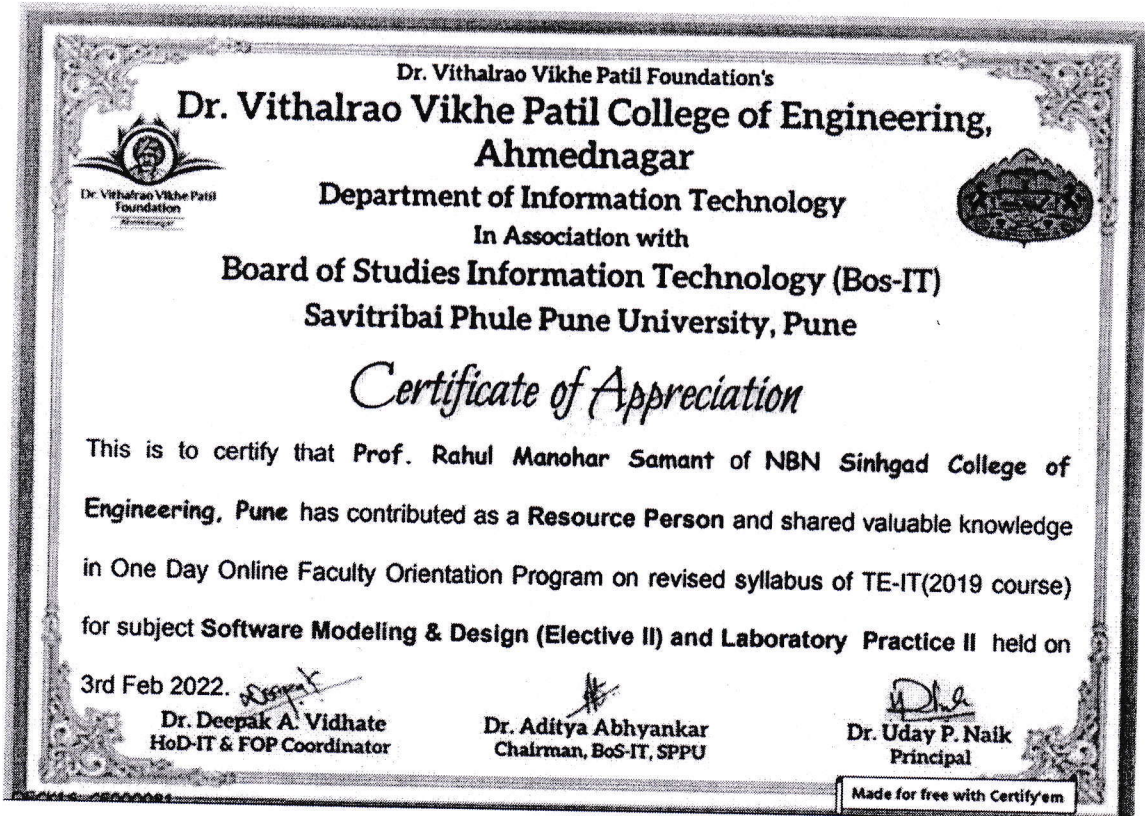 Dr. Vithalrao Vikhe Patil Foundation's
Dr. Vithalrao Vikhe Patil College of Engineering,
Ahmednagar
Dr. Vithalrao Vikhe Patil
Foundation
Department of Information Technology
In Association with
Board of Studies Information Technology (Bos-IT)
Savitribai Phule Pune University, Pune
Certificate of Appreciation
This is to certify that Prof. Rahul Manohar Samant of NBN Sinhgad College of
Engineering, Pune has contributed as a Resource Person and shared valuable knowledge
in One Day Online Faculty Orientation Program on revised syllabus of TE-IT(2019 course)
for subject Software Modeling & Design (Elective II) and Laboratory Practice II held on
3rd Feb 2022.
Dr. Deepak A. Vidhate
HoD-IT & FOP Coordinator
Dr. Aditya Abhyankar
Chairman, BoS-IT, SPPU
Dr. Uday P. Naik
Principal
Made for free with Certify'em